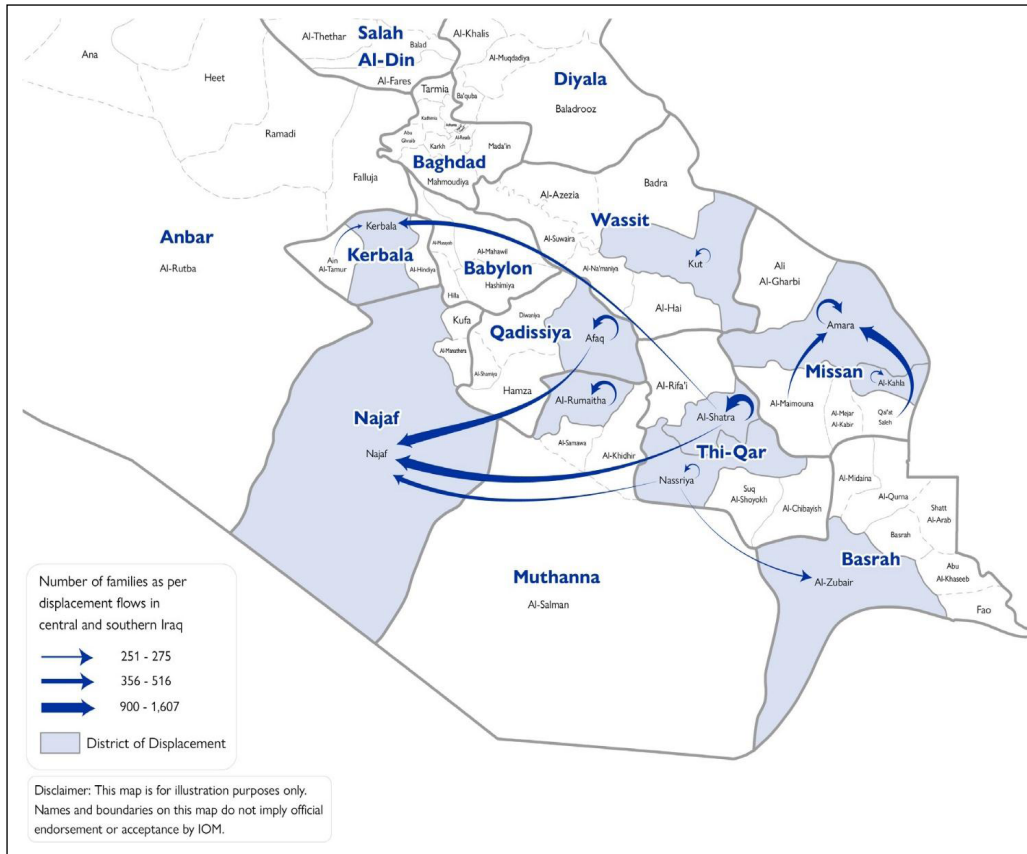 Salah
Al-Din
Al-Thethar
Balad
Al-Fares
Al-Khalis
Al-Muqdadiya
Diyala
Baladrooz
Ba'quba
Ana
Heet
Ramadi
Falluja
Tarmia
Kadhmia
Abu
Ghraib
Karkh
Mada'in
Baghdad
Mahmoudiya
Anbar
Al-Rutba
Al-Azezia
Badra
Wassit
Al-Suwaira
Kut
Al-Na'maniya
Al-Hai
Kerbala
Kerbala
Ain
Al-Tamur
Al-Hindiya
Al-Mahawil
Babylon
Hashimiya
Hilla
Ali
Al-Gharbi
Amara
Missan
Al-Kahla
Al-Maimoura
Al-Mejar
Al-Kabir
Qal'at
Saleh
Kufa
Al-Manathera
Diwaniya
Qadissiya
Afaq
Al-Shamiya
Hamza
Al-Rifa'i
Al-Rumaitha
Al-Shatra
Thi-Qar
Al-Samawa
Al-Khidhir
Nassriya
Suq
Al-Shoyokh
Al-Chibayish
Najaf
Najaf
Al-Midaina
Al-Qurna
Shatt
Al-Arab
Basrah
Basrah
Abu
Al-Khaseeb
Al-Zubair
Fao
Muthanna
Al-Salman
Number of families as per
displacement flows in
central and southern Iraq
251 - 275
356 - 516
900 - 1,607
District of Displacement
Disclaimer: This map is for illustration purposes only.
Names and boundaries on this map do not imply official
endorsement or acceptance by IOM.